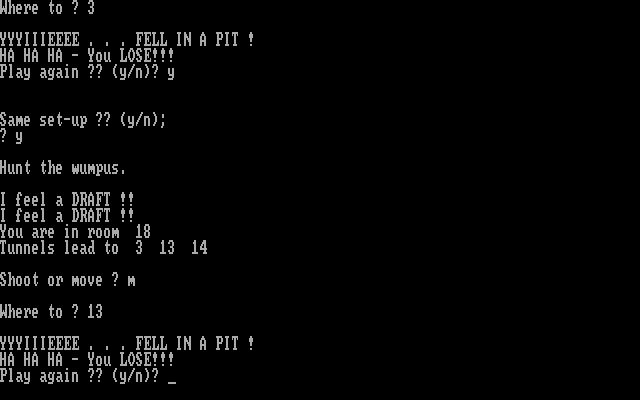 Where to ? 3
YYYIIIEEEE . . . FELL IN A PIT !
HA HA HA - You LOSE!!!
Play again ?? (y/n)? y
Same set-up ?? (y/n);
? y
Hunt the wumpus.
I feel a DRAFT !!
I feel a DRAFT !!
You are in room  18
Tunnels lead to  3  13  14
Shoot or move ? m
Where to ? 13
YYYIIIEEEE . . . FELL IN A PIT !
HA HA HA - You LOSE!!!
Play again ?? (y/n)? _